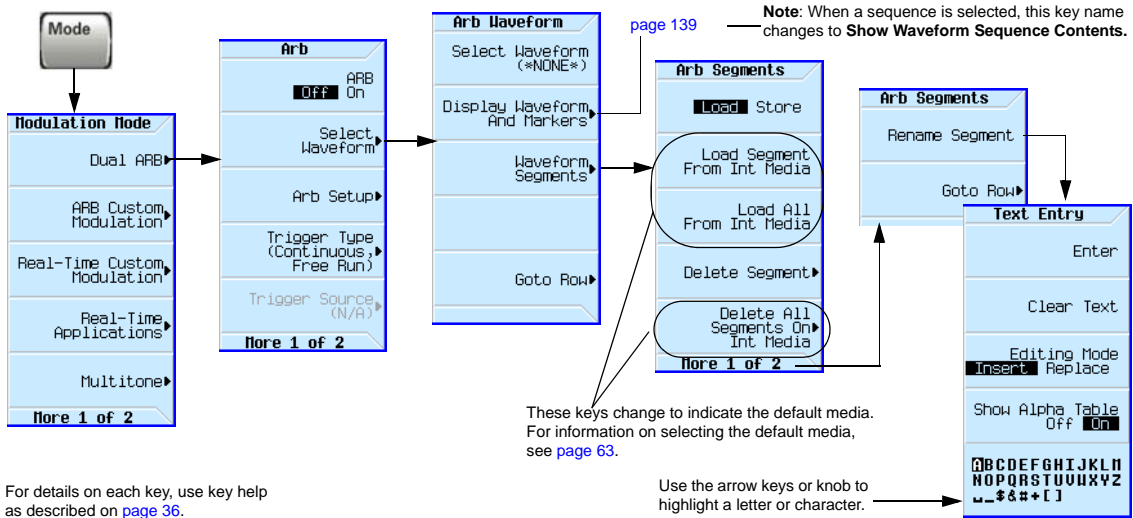 Mode
Modulation Mode
Dual ARB
ARB Custom
Modulation
Real-Time Custom
Modulation
Real-Time
Applications
Multitone
More 1 of 2
Arb
ARB
Off On
Select
Waveform
Arb Setup
Trigger Type
(Continuous,
Free Run)
Trigger Source
(N/A)
More 1 of 2
Arb Waveform
Select Waveform
(*NONE*)
Display Waveform
And Markers
Waveform
Segments
Goto Row
page 139
Note: When a sequence is selected, this key name
changes to Show Waveform Sequence Contents.
Arb Segments
Load Store
Load Segment
From Int Media
Load All
From Int Media
Delete Segment
Delete All
Segments On
Int Media
More 1 of 2
Arb Segments
Rename Segment
Goto Row
Text Entry
Enter
Clear Text
Editing Mode
Insert Replace
Show Alpha Table
Off On
ABCDEFGHIJKLM
NOPQRSTUVWXYZ
␣_$&#+[]
These keys change to indicate the default media.
For information on selecting the default media,
see page 63.
Use the arrow keys or knob to
highlight a letter or character.
For details on each key, use key help
as described on page 36.